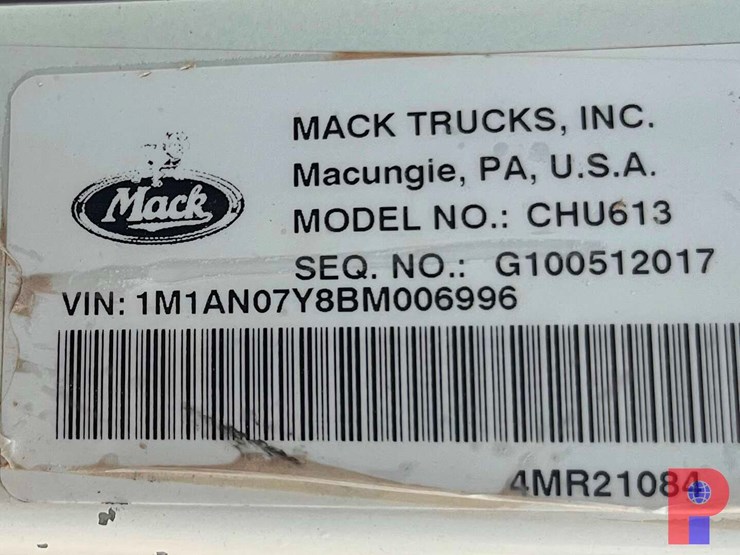 MACK TRUCKS, INC.
Macungie, PA, U.S.A.
Mack
MODEL NO.: CHU613
SEQ. NO.: G100512017
VIN: 1M1AN07Y8BM006996
4MR21084